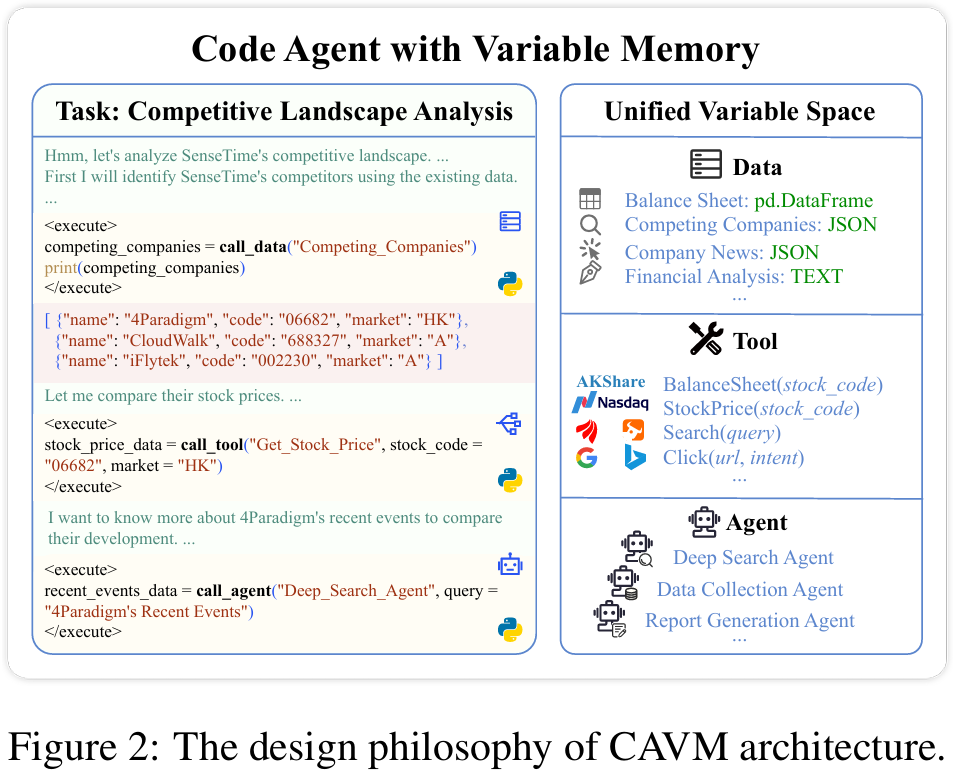 Code Agent with Variable Memory
Task: Competitive Landscape Analysis
Hmm, let's analyze SenseTime's competitive landscape. ...
First I will identify SenseTime's competitors using the existing data.
...
<execute>
competing_companies = call_data("Competing_Companies")
print(competing_companies)
</execute>
[ {"name": "4Paradigm", "code": "06682", "market": "HK"},
{"name": "CloudWalk", "code": "688327", "market": "A"},
{"name": "iFlytek", "code": "002230", "market": "A"} ]
Let me compare their stock prices. ...
<execute>
stock_price_data = call_tool("Get_Stock_Price", stock_code =
"06682", market = "HK")
</execute>
I want to know more about 4Paradigm's recent events to compare
their development. ...
<execute>
recent_events_data = call_agent("Deep_Search_Agent", query =
"4Paradigm's Recent Events")
</execute>
Unified Variable Space
Data
Balance Sheet: pd.DataFrame
Competing Companies: JSON
Company News: JSON
Financial Analysis: TEXT
...
Tool
AKShare BalanceSheet(stock_code)
Nasdaq StockPrice(stock_code)
Search(query)
Click(url, intent)
...
Agent
Deep Search Agent
Data Collection Agent
Report Generation Agent
...
Figure 2: The design philosophy of CAVM architecture.